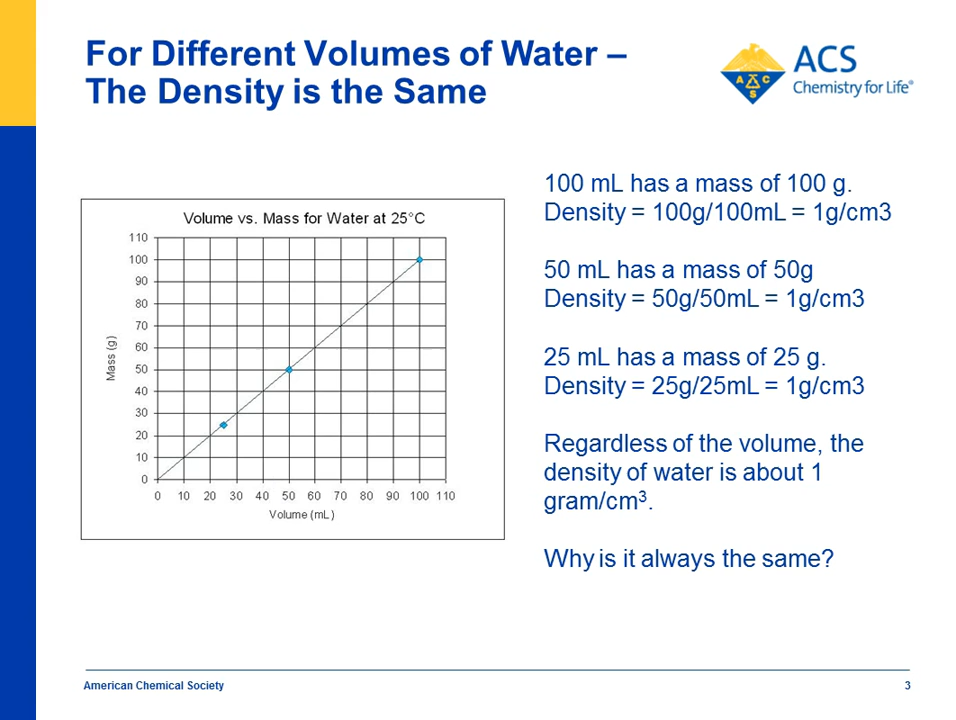 For Different Volumes of Water –
The Density is the Same
A C C S
ACS
Chemistry for Life®
Volume vs. Mass for Water at 25°C
110
100
90
80
70
60
50
40
30
20
10
0
Mass (g)
0 10 20 30 40 50 60 70 80 90 100 110
Volume (mL)
100 mL has a mass of 100 g.
Density = 100g/100mL = 1g/cm3
50 mL has a mass of 50g
Density = 50g/50mL = 1g/cm3
25 mL has a mass of 25 g.
Density = 25g/25mL = 1g/cm3
Regardless of the volume, the
density of water is about 1
gram/cm³.
Why is it always the same?
American Chemical Society
3